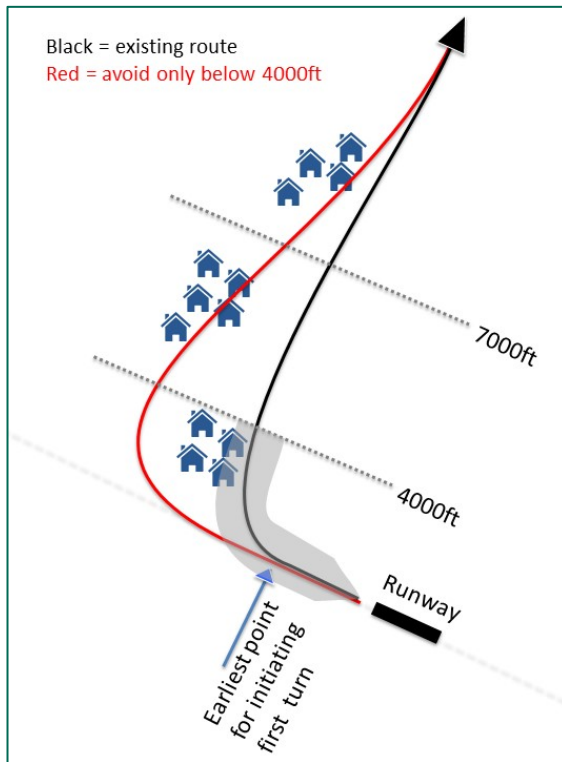 Black = existing route
Red = avoid only below 4000ft
7000ft
4000ft
Runway
Earliest point
for initiating
first turn